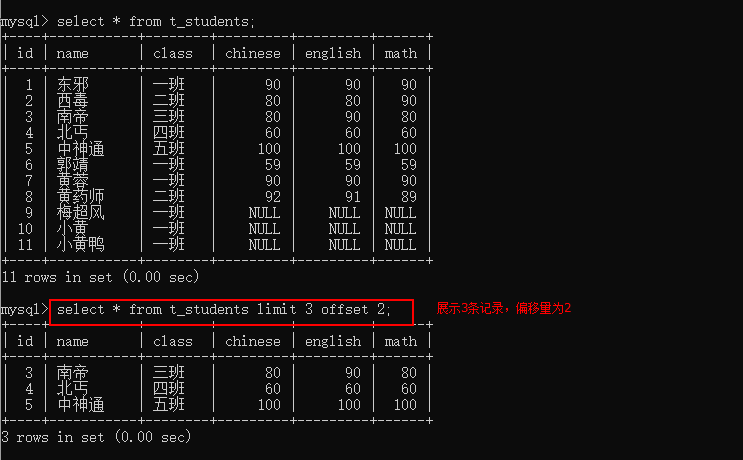 mysql> select * from t_students;
+----+--------+-------+---------+---------+------+
| id | name | class | chinese | english | math |
+----+--------+-------+---------+---------+------+
| 1 | 东邪 | 一班 | 90 | 90 | 90 |
| 2 | 西毒 | 二班 | 80 | 80 | 90 |
| 3 | 南帝 | 三班 | 80 | 90 | 80 |
| 4 | 北丐 | 四班 | 60 | 60 | 60 |
| 5 | 中神通 | 五班 | 100 | 100 | 100 |
| 6 | 郭靖 | 一班 | 59 | 59 | 59 |
| 7 | 黄蓉 | 一班 | 90 | 90 | 90 |
| 8 | 黄药师 | 二班 | 92 | 91 | 89 |
| 9 | 梅超风 | 一班 | NULL | NULL | NULL |
| 10 | 小黄 | 一班 | NULL | NULL | NULL |
| 11 | 小黄鸭 | 一班 | NULL | NULL | NULL |
+----+--------+-------+---------+---------+------+
11 rows in set (0.00 sec)
mysql> select * from t_students limit 3 offset 2; 展示3条记录，偏移量为2
+----+--------+-------+---------+---------+------+
| id | name | class | chinese | english | math |
+----+--------+-------+---------+---------+------+
| 3 | 南帝 | 三班 | 80 | 90 | 80 |
| 4 | 北丐 | 四班 | 60 | 60 | 60 |
| 5 | 中神通 | 五班 | 100 | 100 | 100 |
+----+--------+-------+---------+---------+------+
3 rows in set (0.00 sec)